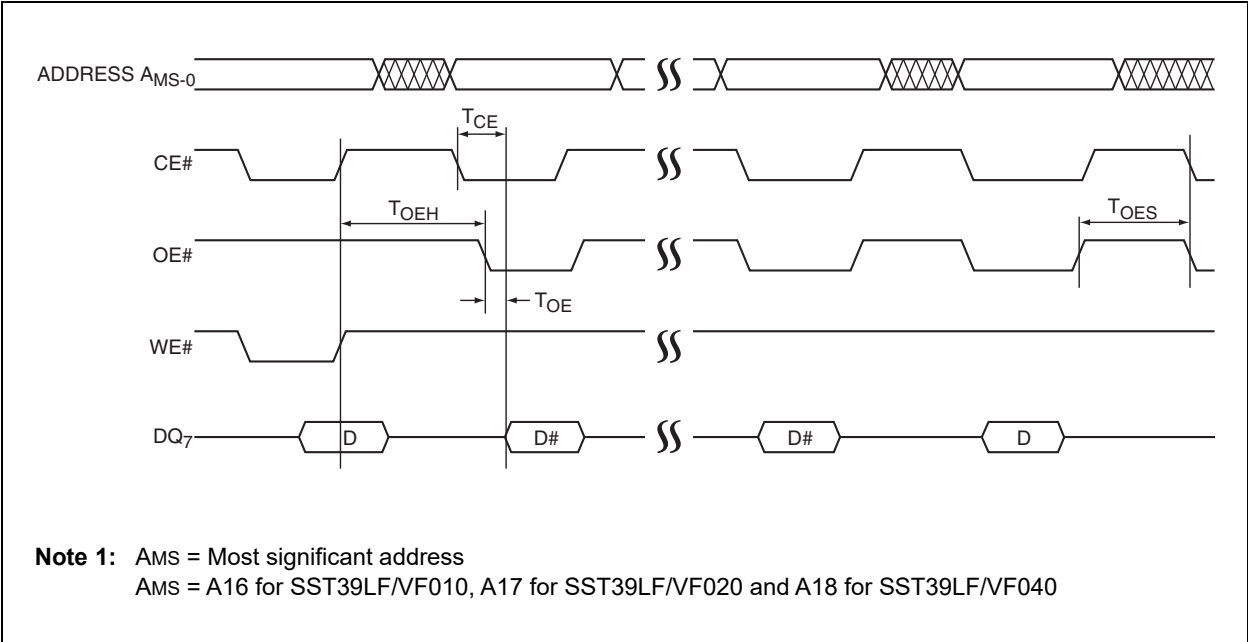 ADDRESS AMS-0
TCE
CE#
TOEH
TOES
OE#
TOE
WE#
DQ7
D
D#
D#
D
Note 1: AMS = Most significant address
AMS = A16 for SST39LF/VF010, A17 for SST39LF/VF020 and A18 for SST39LF/VF040